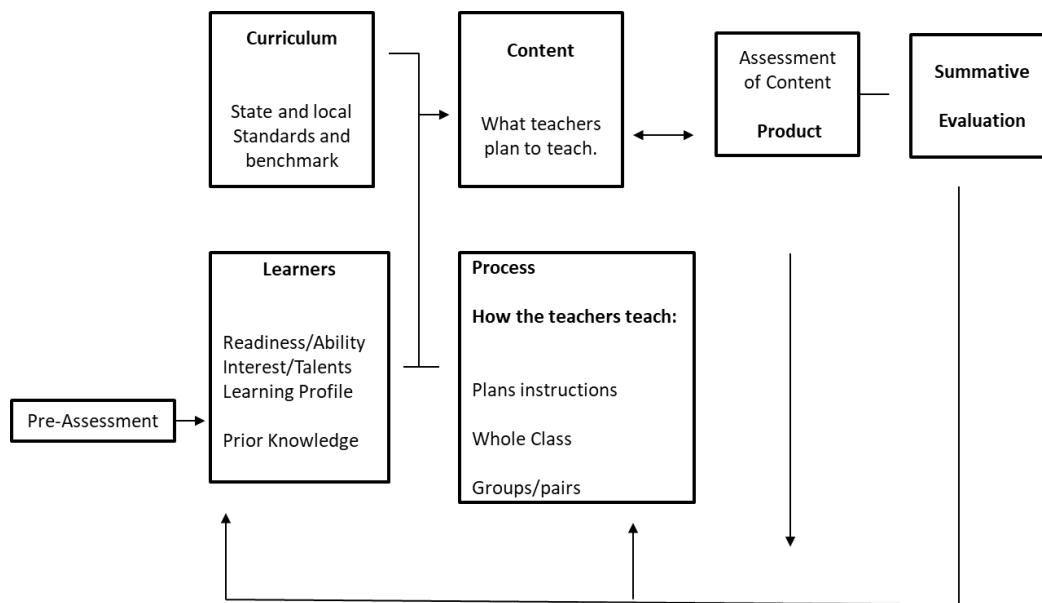 Curriculum
State and local
Standards and
benchmark
Content
What teachers
plan to teach.
Assessment
of Content
Product
Summative
Evaluation
Learners
Readiness/Ability
Interest/Talents
Learning Profile
Prior Knowledge
Process
How the teachers teach:
Plans instructions
Whole Class
Groups/pairs
Pre-Assessment